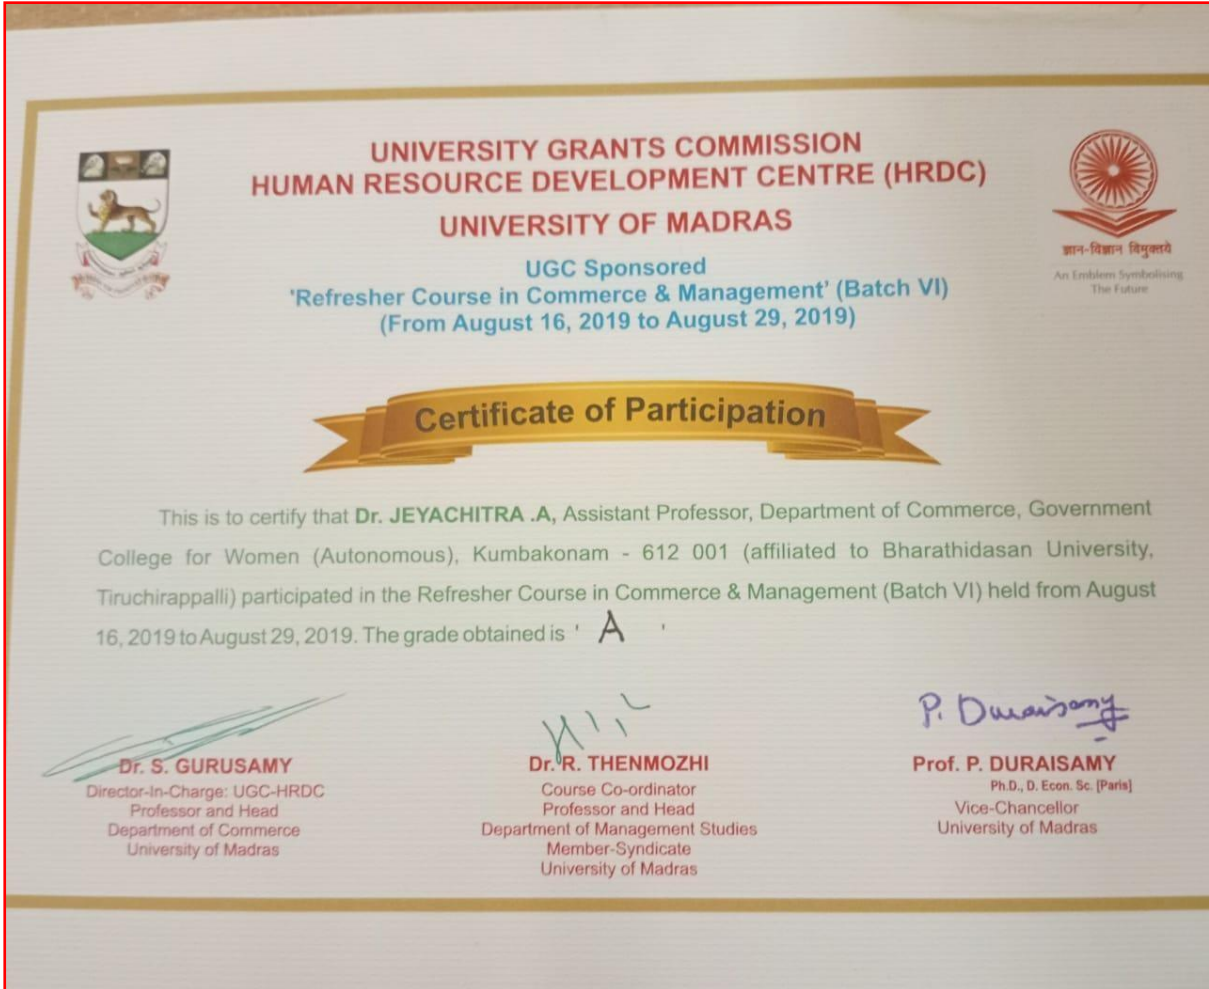 UNIVERSITY GRANTS COMMISSION
HUMAN RESOURCE DEVELOPMENT CENTRE (HRDC)
UNIVERSITY OF MADRAS
UGC Sponsored
'Refresher Course in Commerce & Management' (Batch VI)
(From August 16, 2019 to August 29, 2019)
ज्ञान-विज्ञान विमुक्तये
An Emblem Symbolising
The Future
Certificate of Participation
This is to certify that Dr. JEYACHITRA .A, Assistant Professor, Department of Commerce, Government
College for Women (Autonomous), Kumbakonam - 612 001 (affiliated to Bharathidasan University,
Tiruchirappalli) participated in the Refresher Course in Commerce & Management (Batch VI) held from August
16, 2019 to August 29, 2019. The grade obtained is ' A '
P. Duraisamy
Dr. S. GURUSAMY
Director-In-Charge: UGC-HRDC
Professor and Head
Department of Commerce
University of Madras
Dr. R. THENMOZHI
Course Co-ordinator
Professor and Head
Department of Management Studies
Member-Syndicate
University of Madras
Prof. P. DURAISAMY
Ph.D., D. Econ. Sc. [Paris]
Vice-Chancellor
University of Madras